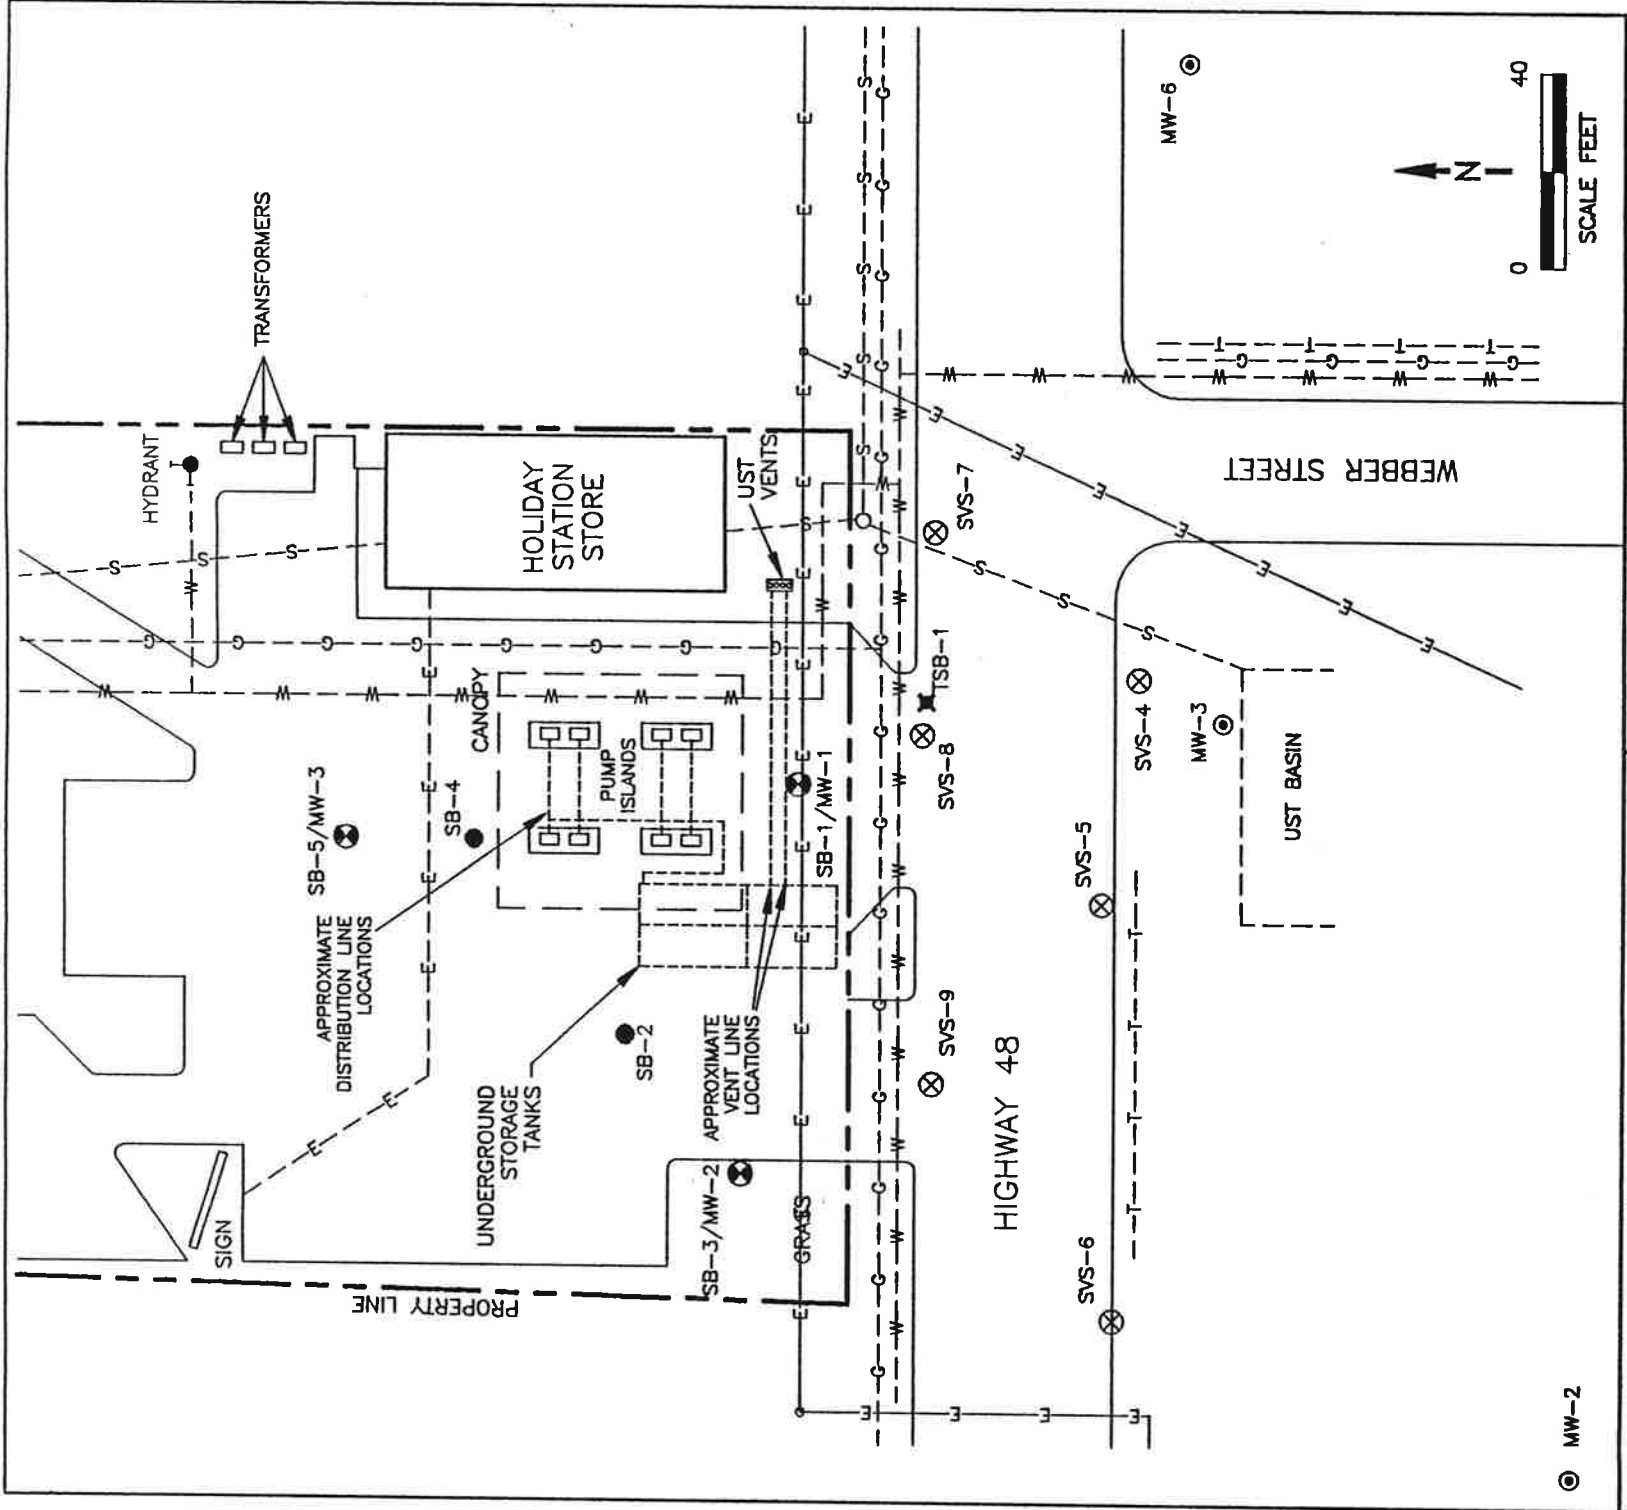 TRANSFORMERS
HYDRANT
HOLIDAY
STATION
STORE
UST
VENTS
CANOPY
PUMP
ISLANDS
SB-5/MW-3
SB-4
APPROXIMATE
DISTRIBUTION LINE
LOCATIONS
SB-1/MW-1
SB-2
UNDERGROUND
STORAGE
TANKS
APPROXIMATE
VENT LINE
LOCATIONS
SIGN
SB-3/MW-2
GRASS
PROPERTY LINE
SVS-7
TSB-1
SVS-8
SVS-9
HIGHWAY 48
WEBBER STREET
SVS-4
MW-3
SVS-5
UST BASIN
SVS-6
MW-2
MW-6
N
0
40
SCALE FEET
E
S
G
W
T